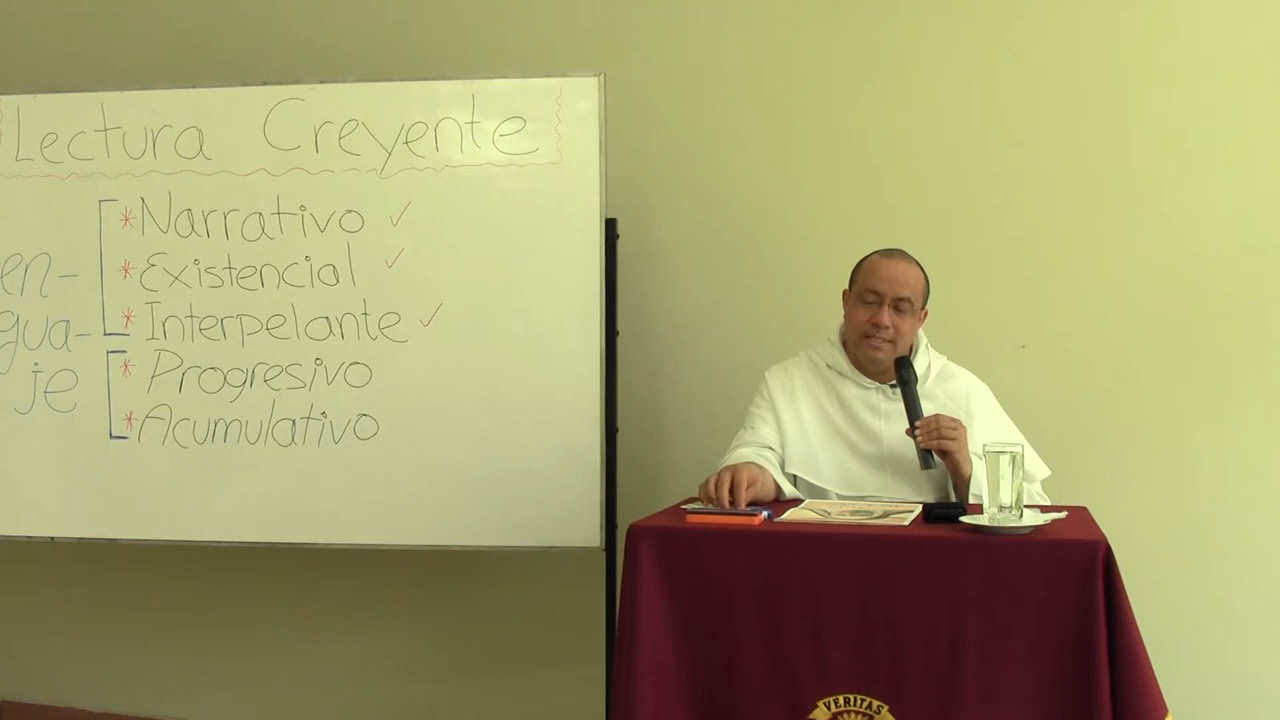 Lectura Creyente
* Narrativo ✓
* Existencial ✓
* Interpelante ✓
* Progresivo
* Acumulativo
en-
gua-
je
VERITAS